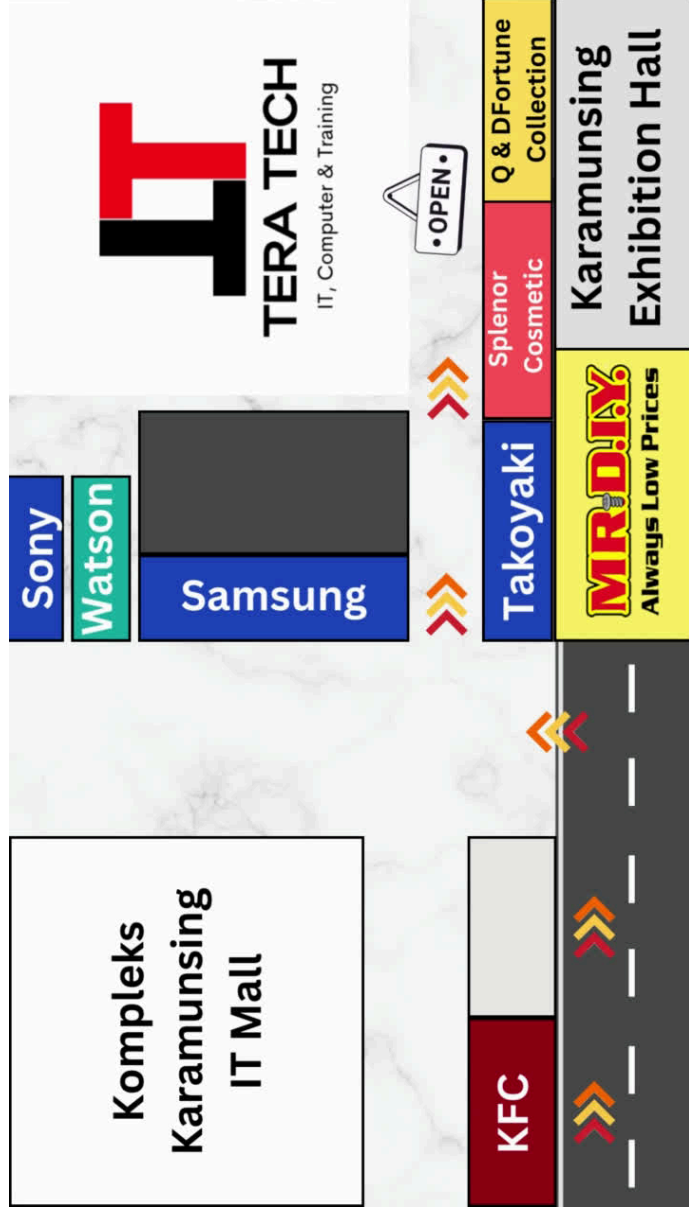 Sony
Watson
Samsung
TERA TECH
IT, Computer & Training
•OPEN•
Kompleks
Karamunsing
IT Mall
KFC
Takoyaki
Splenor
Cosmetic
Q & DFortune
Collection
MR.D.I.Y.
Always Low Prices
Karamunsing
Exhibition Hall